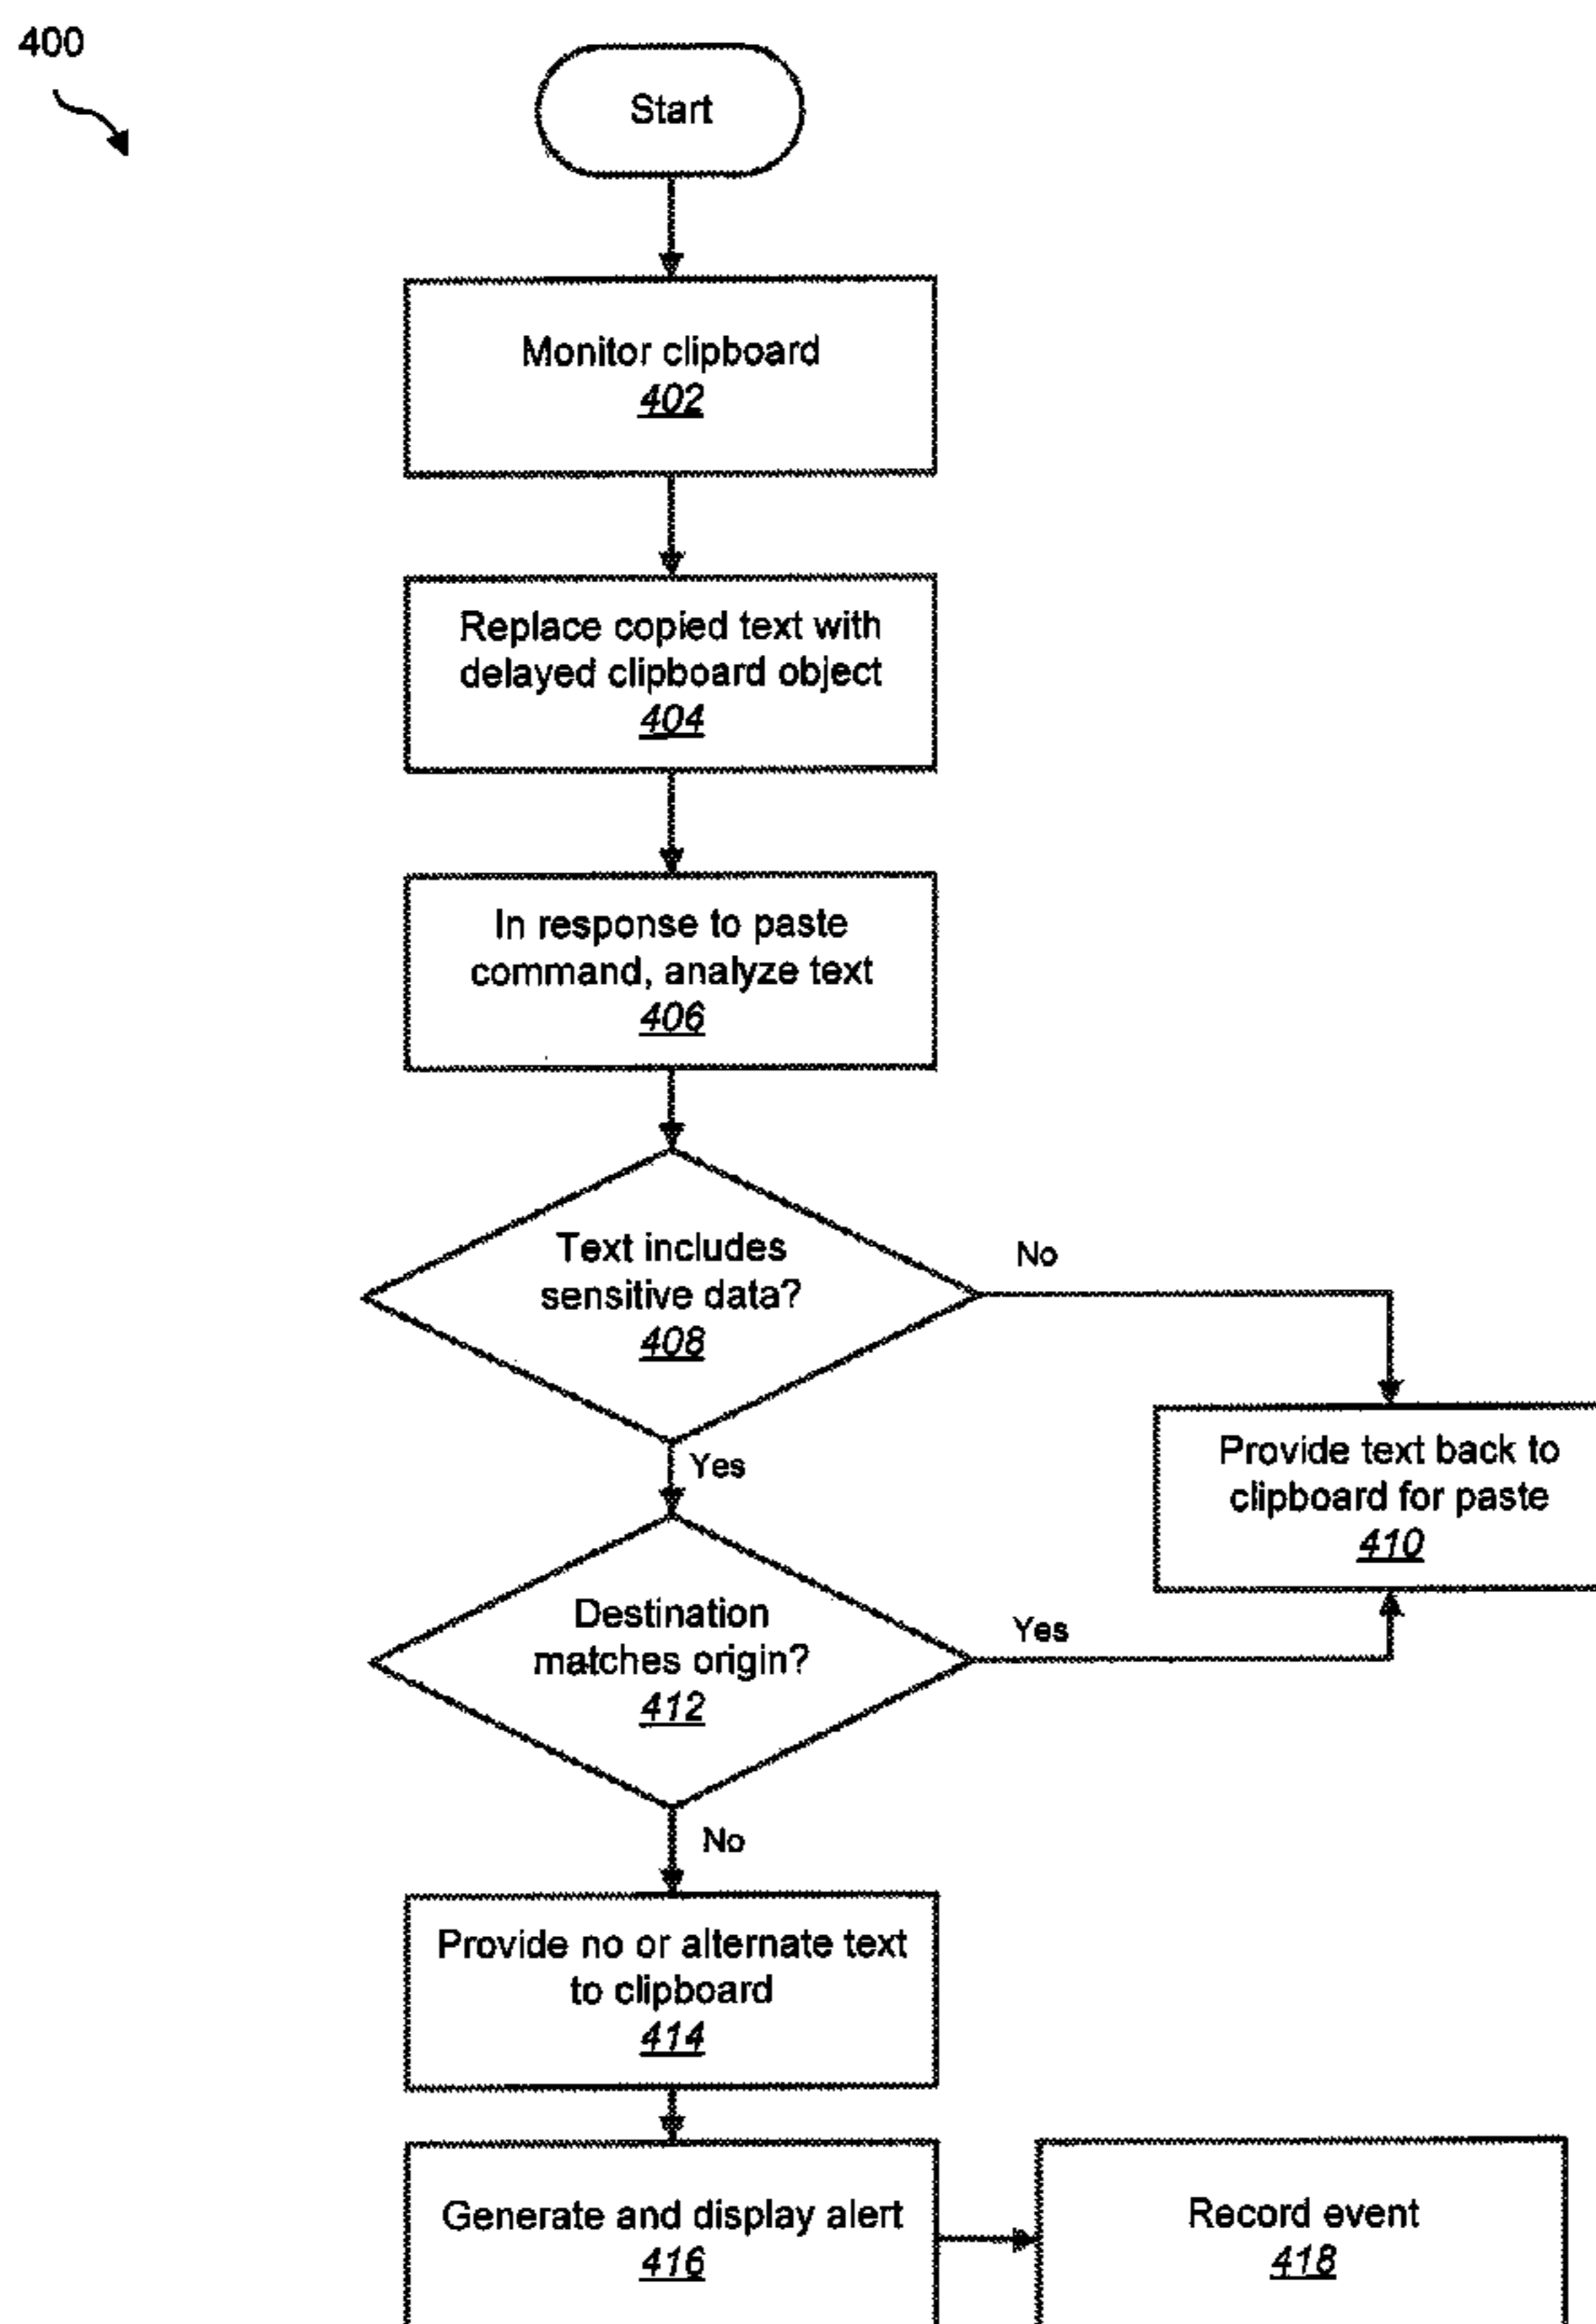 400
Start
Monitor clipboard
402
Replace copied text with
delayed clipboard object
404
In response to paste
command, analyze text
406
Text includes
sensitive data?
408
No
Yes
Provide text back to
clipboard for paste
410
Destination
matches origin?
412
Yes
No
Provide no or alternate text
to clipboard
414
Generate and display alert
416
Record event
418